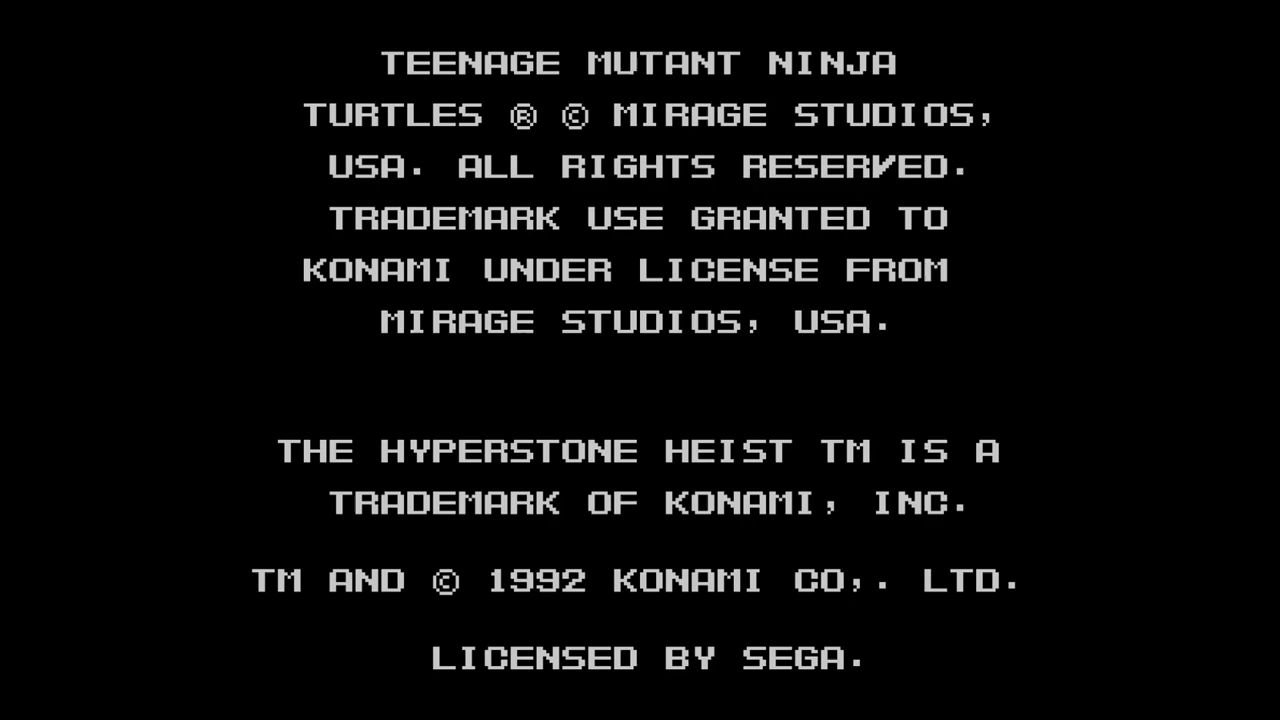 TEENAGE MUTANT NINJA
TURTLES ® © MIRAGE STUDIOS,
USA. ALL RIGHTS RESERVED.
TRADEMARK USE GRANTED TO
KONAMI UNDER LICENSE FROM
MIRAGE STUDIOS, USA.
THE HYPERSTONE HEIST TM IS A
TRADEMARK OF KONAMI, INC.
TM AND © 1992 KONAMI CO,. LTD.
LICENSED BY SEGA.